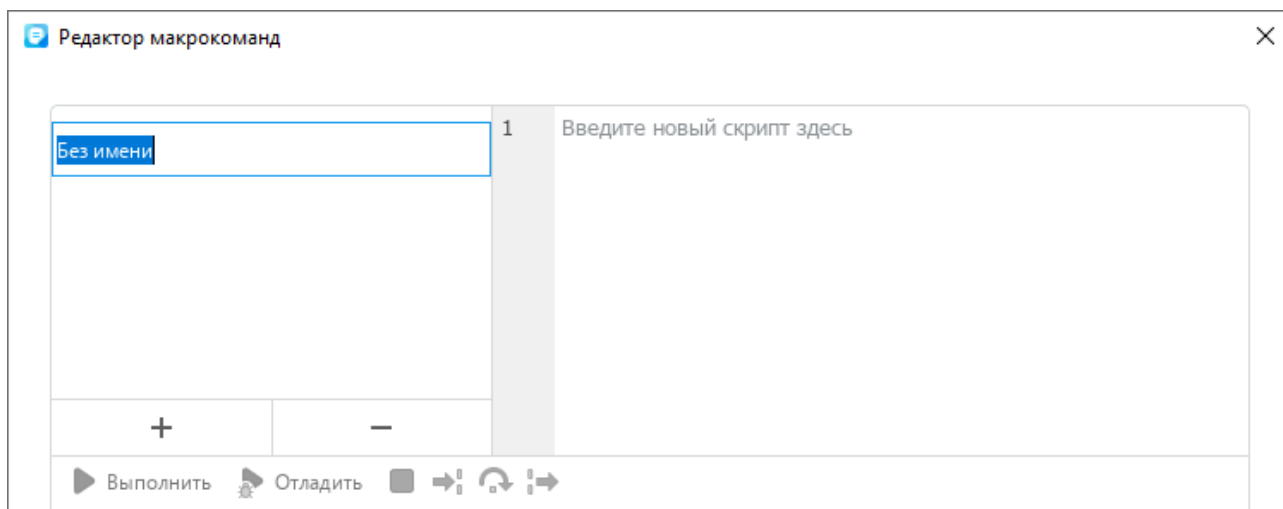 Редактор макрокоманд
Без имени
1 Введите новый скрипт здесь
+ −
Выполнить Отладить